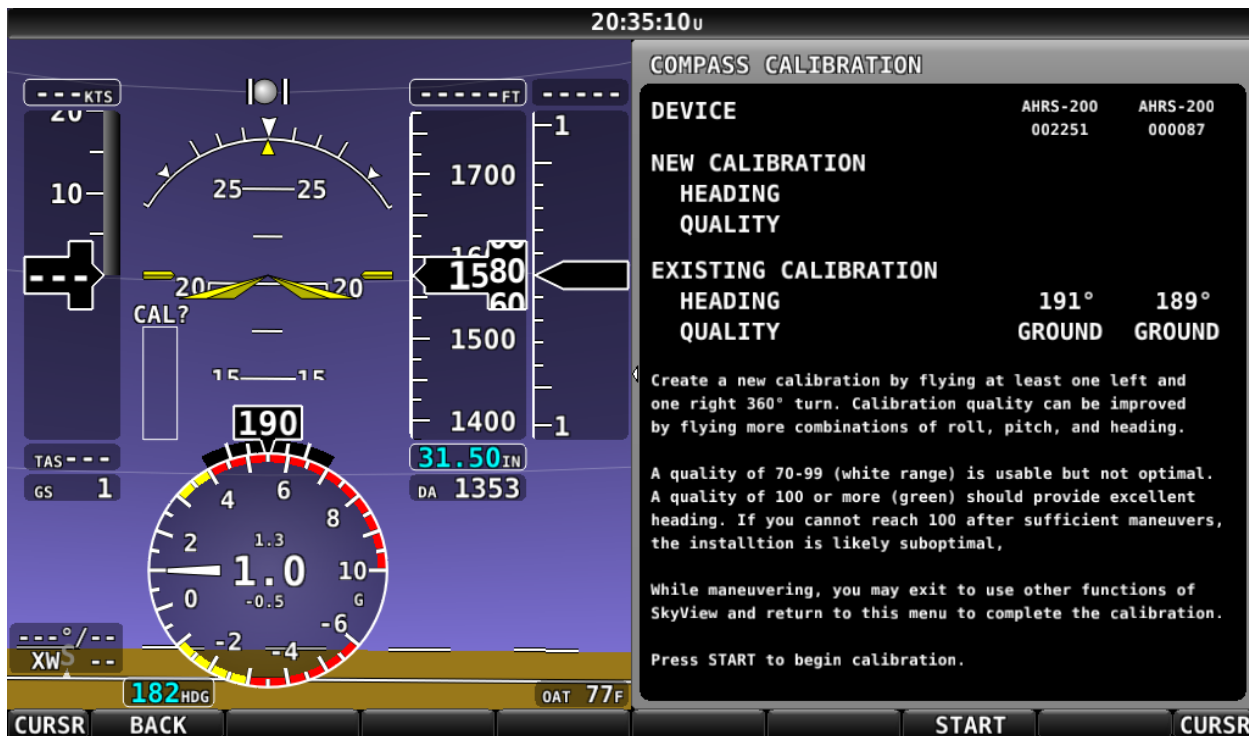 20:35:10U
---KTS
20
10
---
TAS---
GS 1
25 25
20 20
CAL?
15 15
190
-----FT
1700
1580
60
1500
1400
31.50IN
DA 1353
-----
1
1
4 6
2 8
1.3
1.0 10
0 -0.5 G
-2 -4 -6
---°/--
XW --
S
182HDG
OAT 77F
COMPASS CALIBRATION
DEVICE AHRS-200 AHRS-200
002251 000087
NEW CALIBRATION
HEADING
QUALITY
EXISTING CALIBRATION
HEADING 191° 189°
QUALITY GROUND GROUND
Create a new calibration by flying at least one left and
one right 360° turn. Calibration quality can be improved
by flying more combinations of roll, pitch, and heading.
A quality of 70-99 (white range) is usable but not optimal.
A quality of 100 or more (green) should provide excellent
heading. If you cannot reach 100 after sufficient maneuvers,
the installtion is likely suboptimal,
While maneuvering, you may exit to use other functions of
SkyView and return to this menu to complete the calibration.
Press START to begin calibration.
CURSR BACK START CURSR